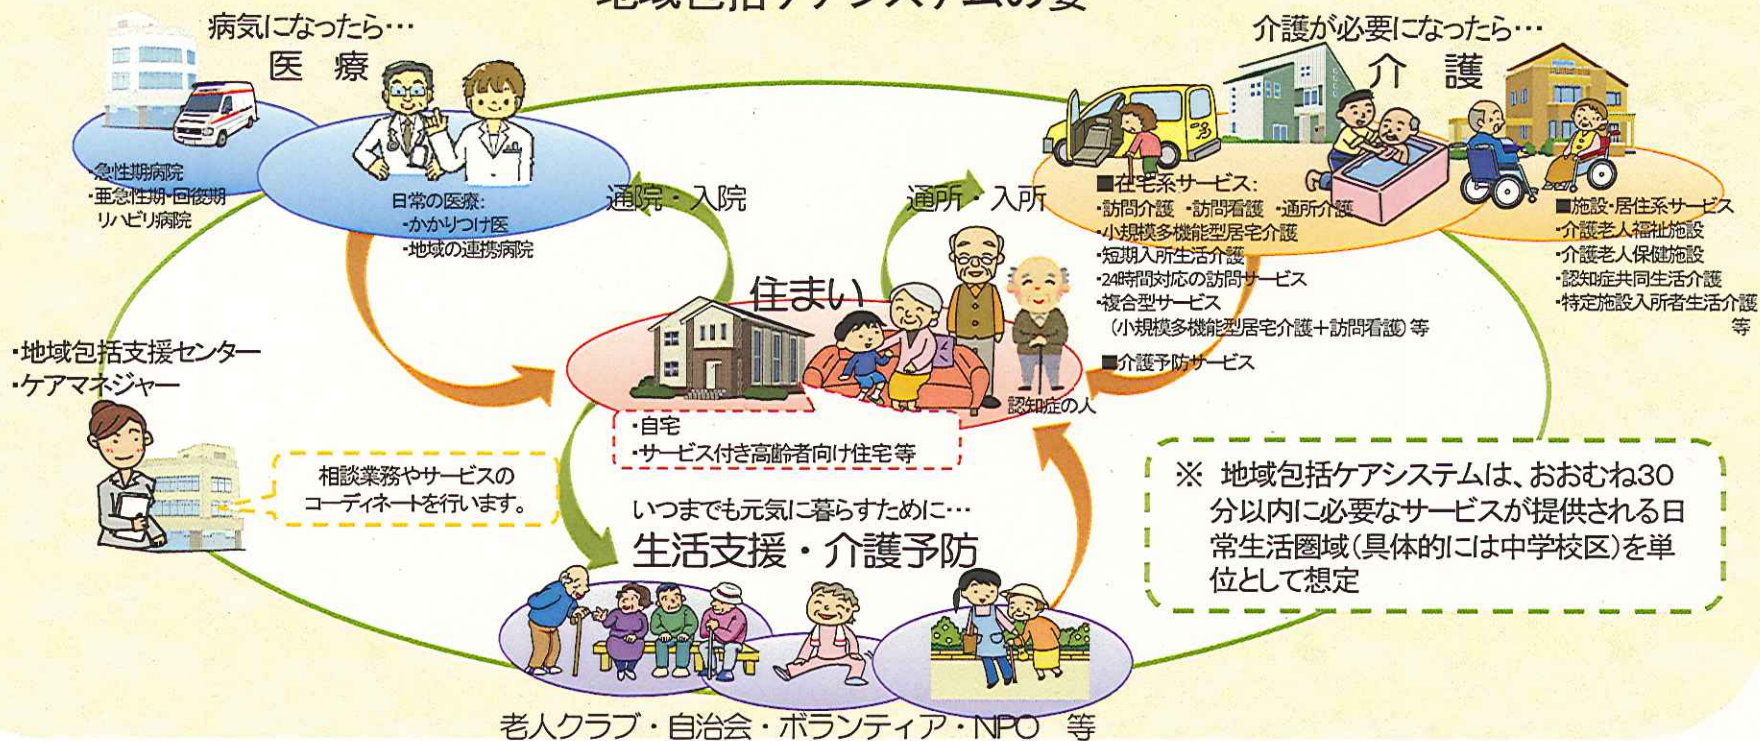 地域包括ケアシステムの姿
病気になったら…
医 療
・急性期病院
・亜急性期・回復期
リハビリ病院
日常の医療:
・かかりつけ医
・地域の連携病院
通院・入院
通所・入所
介護が必要になったら…
介 護
■在宅系サービス:
・訪問介護 ・訪問看護 ・通所介護
・小規模多機能型居宅介護
・短期入所生活介護
・24時間対応の訪問サービス
・複合型サービス
（小規模多機能型居宅介護＋訪問看護）等
■介護予防サービス
■施設・居住系サービス
・介護老人福祉施設
・介護老人保健施設
・認知症共同生活介護
・特定施設入所者生活介護
等
住まい
認知症の人
・自宅
・サービス付き高齢者向け住宅等
・地域包括支援センター
・ケアマネジャー
相談業務やサービスの
コーディネートを行います。
いつまでも元気に暮らすために…
生活支援・介護予防
老人クラブ・自治会・ボランティア・NPO 等
※ 地域包括ケアシステムは、おおむね30
分以内に必要なサービスが提供される日
常生活圏域（具体的には中学校区）を単
位として想定